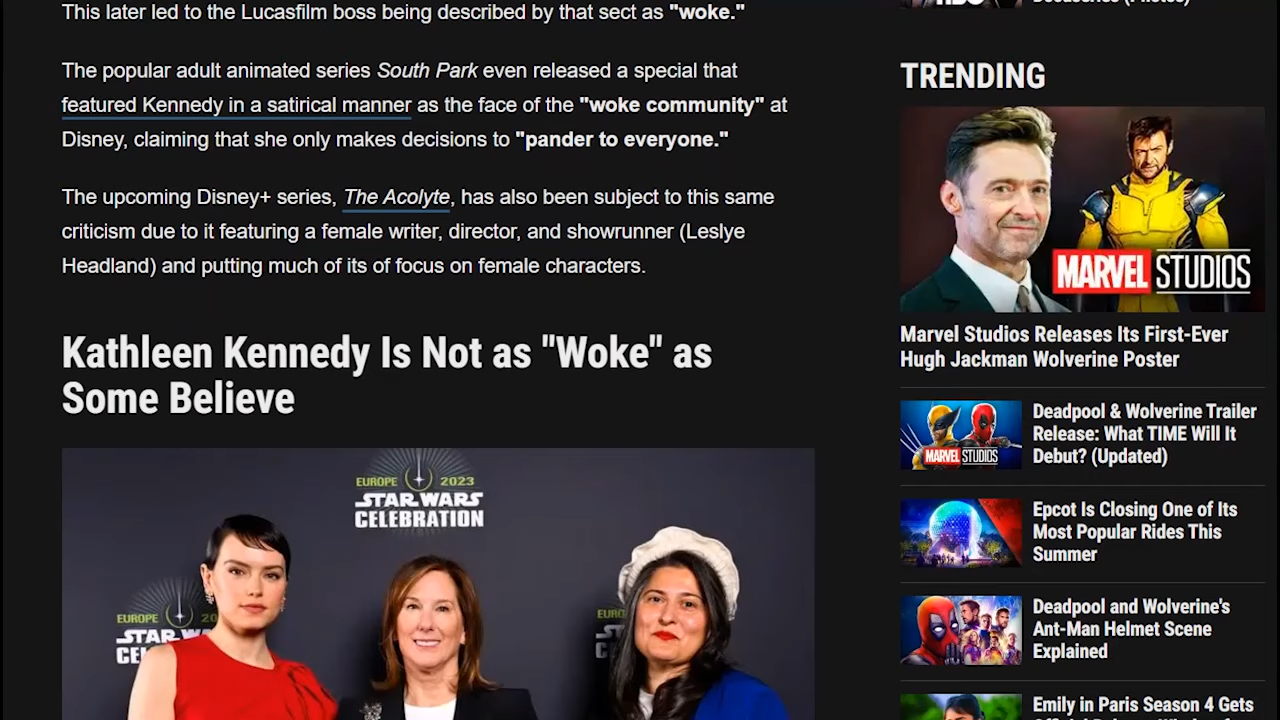 This later led to the Lucasfilm boss being described by that sect as "woke."
The popular adult animated series South Park even released a special that
featured Kennedy in a satirical manner as the face of the "woke community" at
Disney, claiming that she only makes decisions to "pander to everyone."
The upcoming Disney+ series, The Acolyte, has also been subject to this same
criticism due to it featuring a female writer, director, and showrunner (Leslye
Headland) and putting much of its of focus on female characters.
Kathleen Kennedy Is Not as "Woke" as
Some Believe
EUROPE 2023
STAR WARS
CELEBRATION
EUROPE 20
STAR WA
CEL
EURO
TRENDING
MARVEL STUDIOS
Marvel Studios Releases Its First-Ever
Hugh Jackman Wolverine Poster
MARVEL STUDIOS
Deadpool & Wolverine Trailer
Release: What TIME Will It
Debut? (Updated)
Epcot Is Closing One of Its
Most Popular Rides This
Summer
Deadpool and Wolverine's
Ant-Man Helmet Scene
Explained
Emily in Paris Season 4 Gets